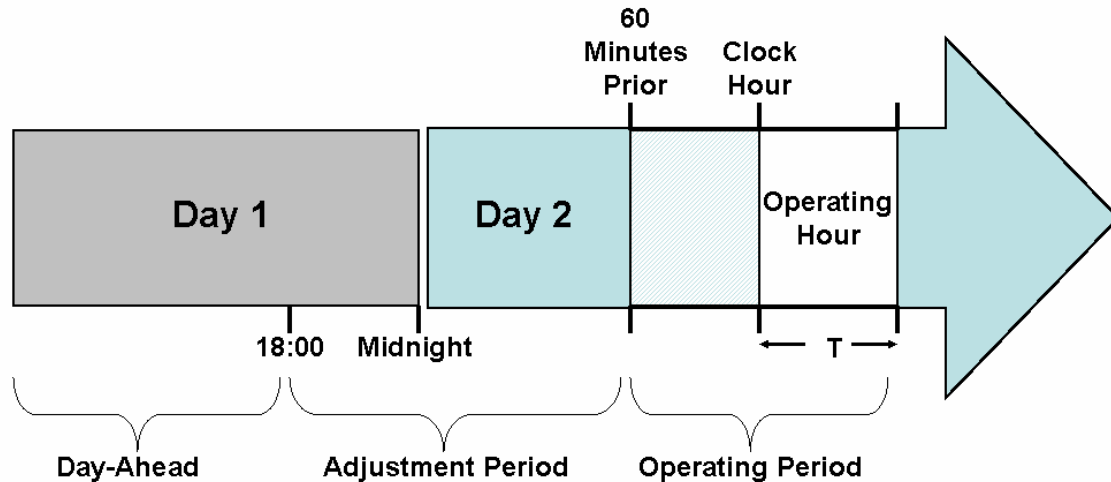 60
Minutes
Prior
Clock
Hour
Day 1
Day 2
Operating
Hour
18:00
Midnight
T
Day-Ahead
Adjustment Period
Operating Period